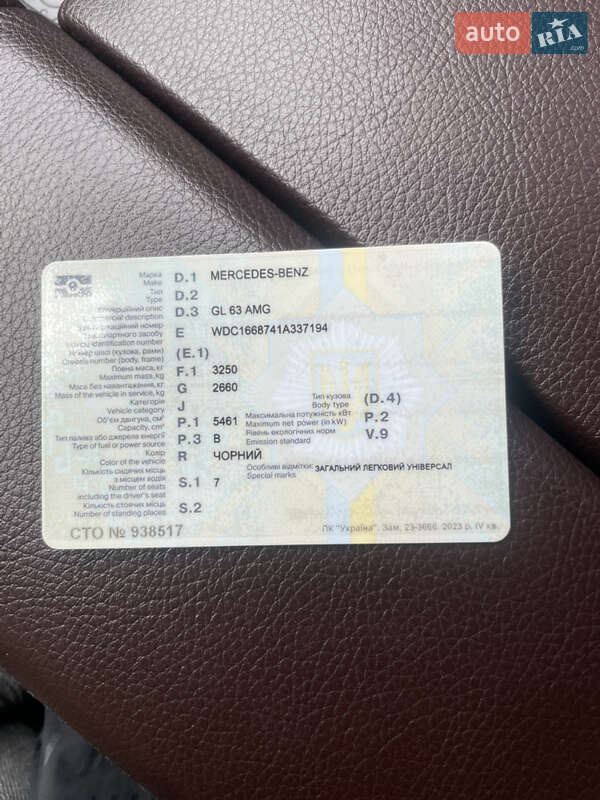 auto RIA.com
Марка D.1 MERCEDES-BENZ
Make
Тип D.2
Type
D.3 GL 63 AMG
E WDC1668741A337194
(E.1)
Повна маса, кг F.1 3250
Maximum mass, kg
Маса без навантаження, кг G 2660
Mass of the vehicle in service, kg
Категорія J
Vehicle category
Об'єм двигуна, см³ P.1 5461
Capacity, cm³
Тип палива або джерела енергії P.3 B
Type of fuel or power source
Колір R ЧОРНИЙ
Color of the vehicle
Кількість сидячих місць
з місцем водія S.1 7
Number of seats
including the driver's seat
Кількість стоячих місць S.2
Number of standing places
Тип кузова (D.4)
Body type
Максимальна потужність кВт P.2
Maximum net power (in kW)
Рівень екологічних норм V.9
Emission standard
Особливі відмітки: ЗАГАЛЬНИЙ ЛЕГКОВИЙ УНІВЕРСАЛ
Special marks
СТО № 938517
ПК "Україна". Зам. 23-3666. 2023 р. IV кв.